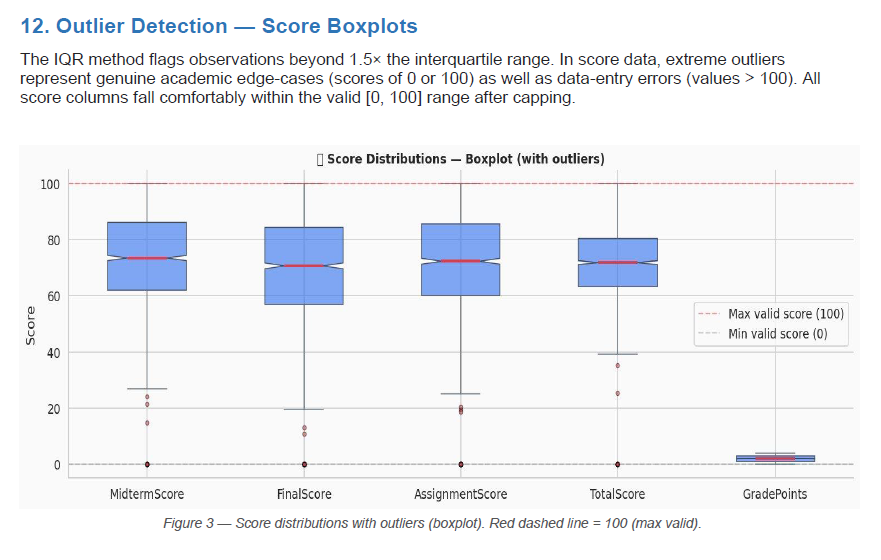 12. Outlier Detection — Score Boxplots
The IQR method flags observations beyond 1.5× the interquartile range. In score data, extreme outliers
represent genuine academic edge-cases (scores of 0 or 100) as well as data-entry errors (values > 100). All
score columns fall comfortably within the valid [0, 100] range after capping.
Score Distributions — Boxplot (with outliers)
100
80
60
40
20
0
Score
Max valid score (100)
Min valid score (0)
MidtermScore FinalScore AssignmentScore TotalScore GradePoints
Figure 3 — Score distributions with outliers (boxplot). Red dashed line = 100 (max valid).